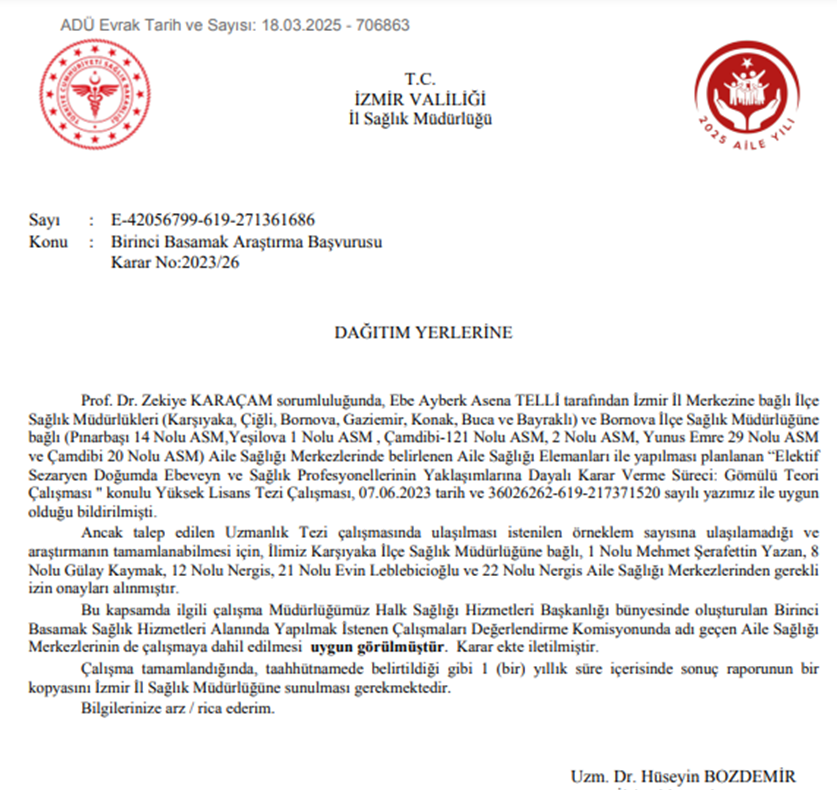 ADÜ Evrak Tarih ve Sayısı: 18.03.2025 - 706863
TÜRKİYE CUMHURİYETİ SAĞLIK BAKANLIĞI
T.C.
İZMİR VALİLİĞİ
İl Sağlık Müdürlüğü
2025 AİLE YILI
Sayı : E-42056799-619-271361686
Konu : Birinci Basamak Araştırma Başvurusu
Karar No:2023/26
DAĞITIM YERLERİNE
Prof. Dr. Zekiye KARAÇAM sorumluluğunda, Ebe Ayberk Asena TELLİ tarafından İzmir İl Merkezine bağlı İlçe
Sağlık Müdürlükleri (Karşıyaka, Çiğli, Bornova, Gaziemir, Konak, Buca ve Bayraklı) ve Bornova İlçe Sağlık Müdürlüğüne
bağlı (Pınarbaşı 14 Nolu ASM,Yeşilova 1 Nolu ASM , Çamdibi-121 Nolu ASM, 2 Nolu ASM, Yunus Emre 29 Nolu ASM
ve Çamdibi 20 Nolu ASM) Aile Sağlığı Merkezlerinde belirlenen Aile Sağlığı Elemanları ile yapılması planlanan “Elektif
Sezaryen Doğumda Ebeveyn ve Sağlık Profesyonellerinin Yaklaşımlarına Dayalı Karar Verme Süreci: Gömülü Teori
Çalışması " konulu Yüksek Lisans Tezi Çalışması, 07.06.2023 tarih ve 36026262-619-217371520 sayılı yazımız ile uygun
olduğu bildirilmişti.
Ancak talep edilen Uzmanlık Tezi çalışmasında ulaşılması istenilen örneklem sayısına ulaşılamadığı ve
araştırmanın tamamlanabilmesi için, İlimiz Karşıyaka İlçe Sağlık Müdürlüğüne bağlı, 1 Nolu Mehmet Şerafettin Yazan, 8
Nolu Gülay Kaymak, 12 Nolu Nergis, 21 Nolu Evin Leblebicioğlu ve 22 Nolu Nergis Aile Sağlığı Merkezlerinden gerekli
izin onayları alınmıştır.
Bu kapsamda ilgili çalışma Müdürlüğümüz Halk Sağlığı Hizmetleri Başkanlığı bünyesinde oluşturulan Birinci
Basamak Sağlık Hizmetleri Alanında Yapılmak İstenen Çalışmaları Değerlendirme Komisyonunda adı geçen Aile Sağlığı
Merkezlerinin de çalışmaya dahil edilmesi uygun görülmüştür. Karar ekte iletilmiştir.
Çalışma tamamlandığında, taahhütnamede belirtildiği gibi 1 (bir) yıllık süre içerisinde sonuç raporunun bir
kopyasını İzmir İl Sağlık Müdürlüğüne sunulması gerekmektedir.
Bilgilerinize arz / rica ederim.
Uzm. Dr. Hüseyin BOZDEMİR